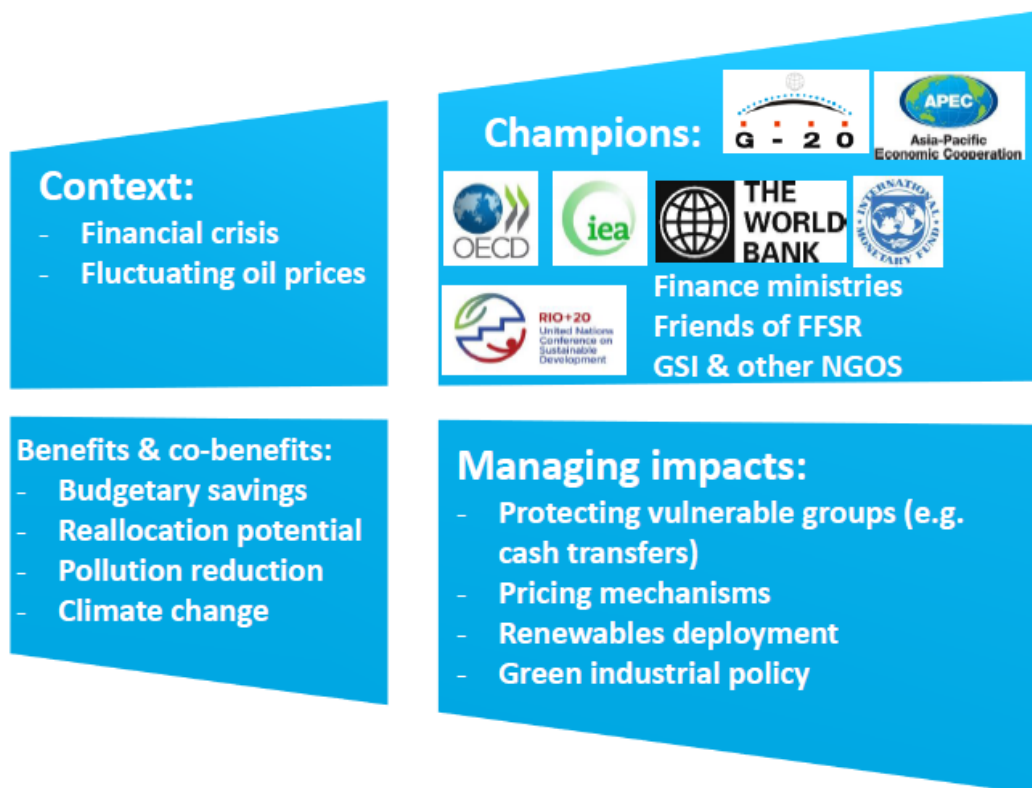 Context:
- Financial crisis
- Fluctuating oil prices
Champions:
G - 20
APEC
Asia-Pacific
Economic Cooperation
OECD
iea
THE
WORLD
BANK
INTERNATIONAL
MONETARY FUND
RIO+20
United Nations
Conference on
Sustainable
Development
Finance ministries
Friends of FFSR
GSI & other NGOS
Benefits & co-benefits:
- Budgetary savings
- Reallocation potential
- Pollution reduction
- Climate change
Managing impacts:
- Protecting vulnerable groups (e.g.
cash transfers)
- Pricing mechanisms
- Renewables deployment
- Green industrial policy